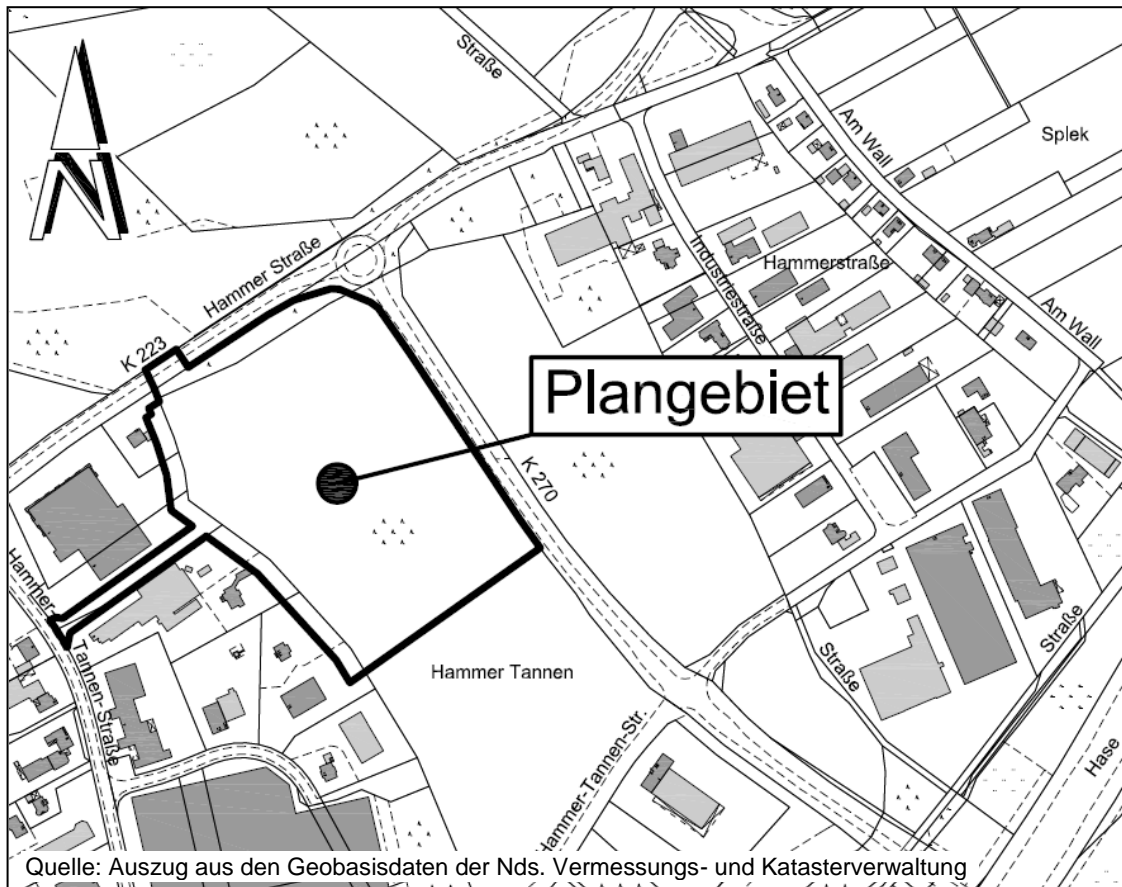 Straße
Am Wall
Splek
N
Hammer Straße
Industriestraße
Hammerstraße
K 223
Am Wall
Plangebiet
K 270
Hammer-
Tannen-Straße
Hammer Tannen
Straße
Straße
Hammer-Tannen-Str.
Hase
Quelle: Auszug aus den Geobasisdaten der Nds. Vermessungs- und Katasterverwaltung